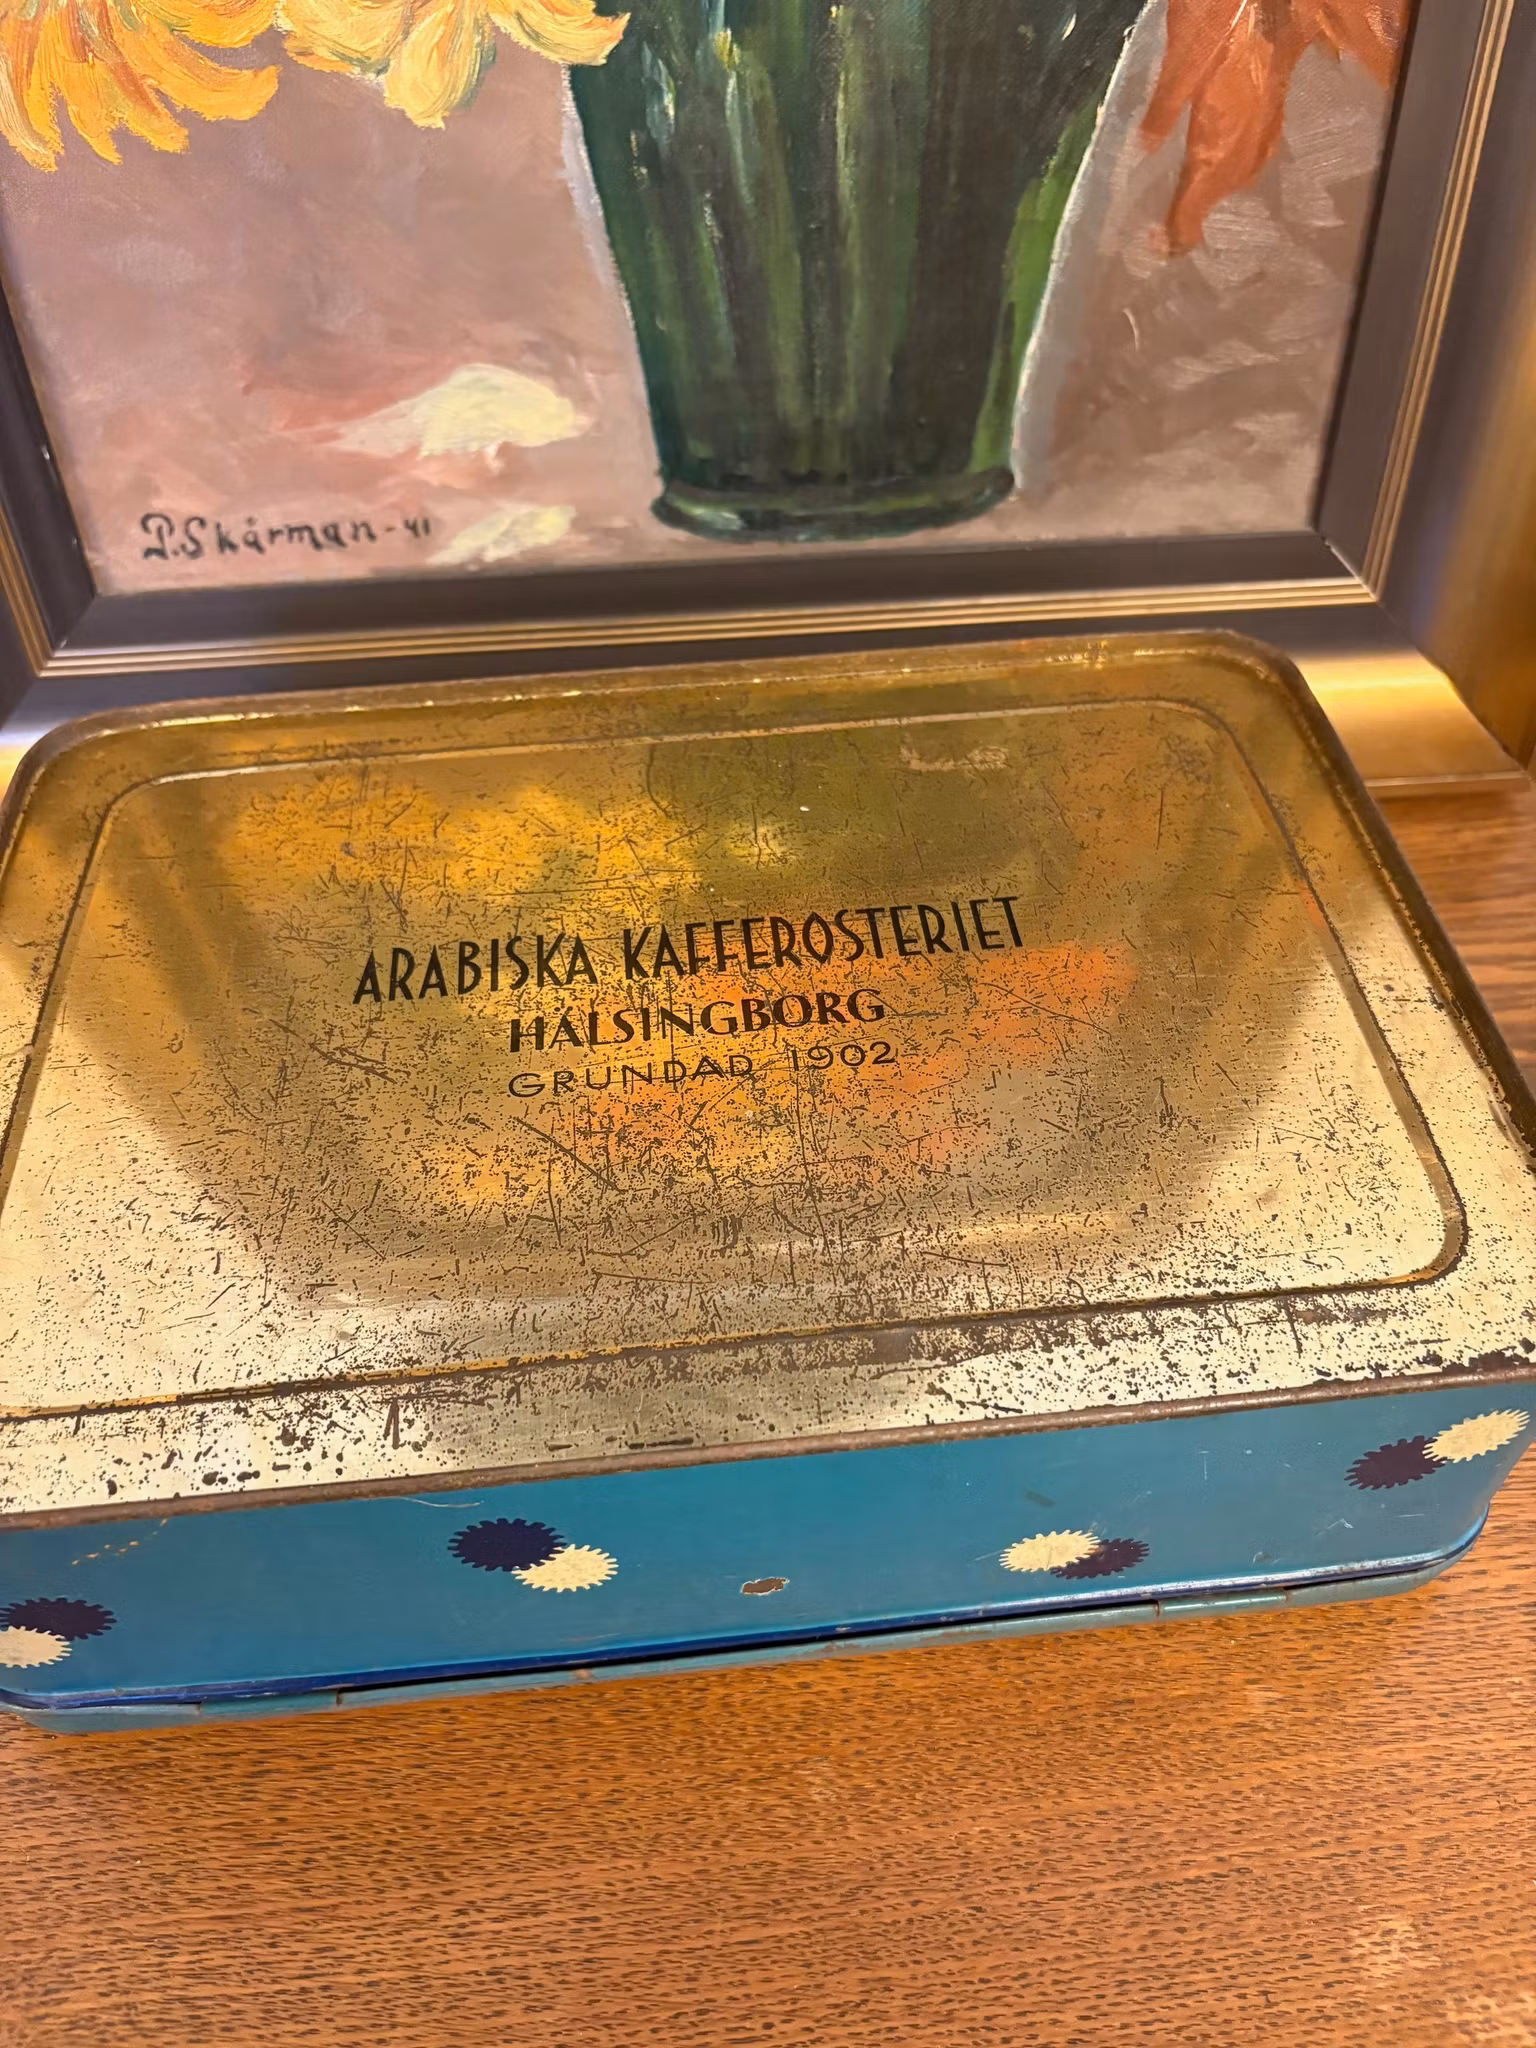 P. Skårman - 41
ARABISKA KAFFEROSTERIET
HÄLSINGBORG
GRUNDAD 1902